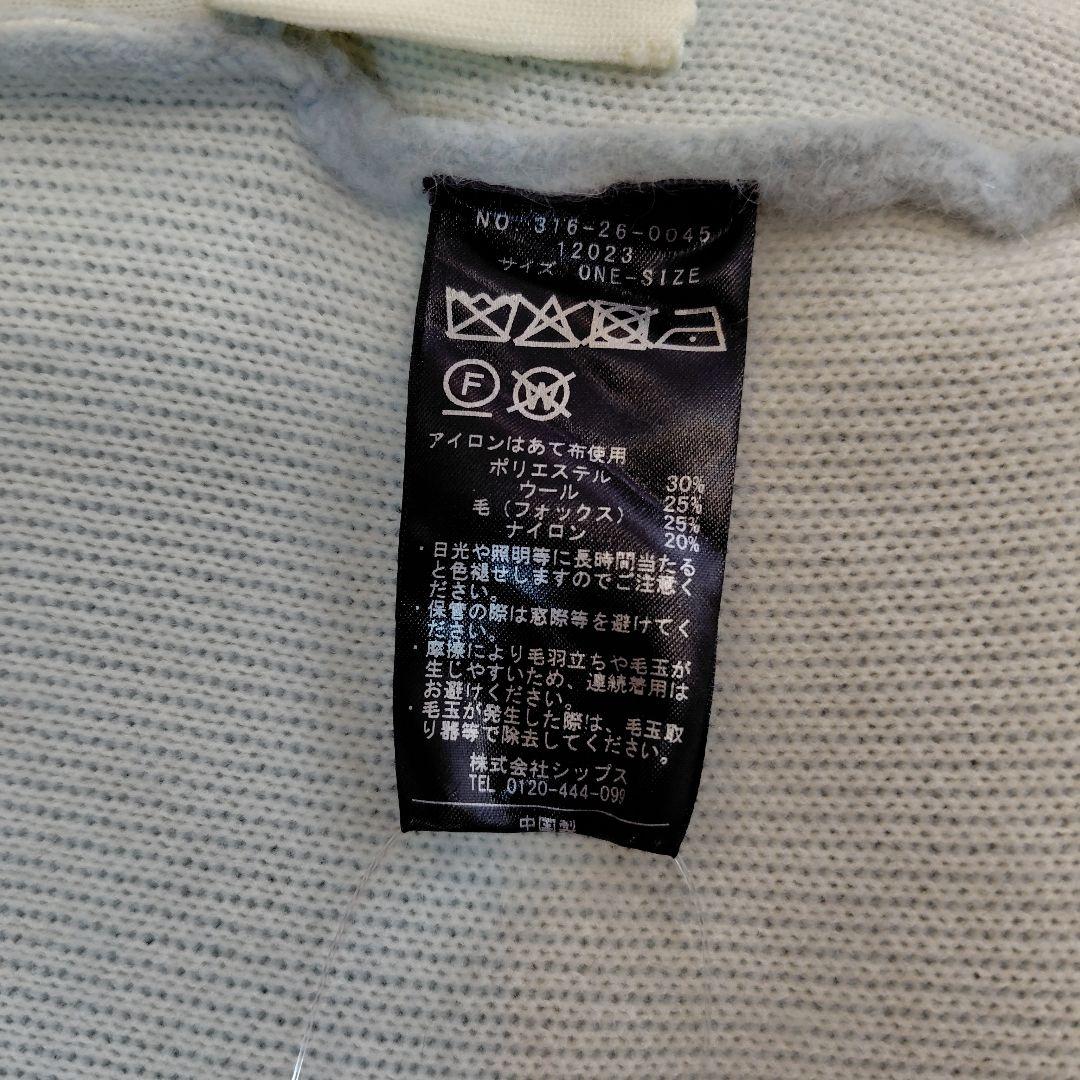 NO 316-26-0045
12023
サイズ ONE-SIZE
F W
アイロンはあて布使用
ポリエステル 30%
ウール 25%
毛(フォックス) 25%
ナイロン 20%
・日光や照明等に長時間当たる
と色褪せしますのでご注意く
ださい。
・保管の際は窓際等を避けてく
ださい。
・摩擦により毛羽立ちや毛玉が
生じやすいため、連続着用は
お避けください。
・毛玉が発生した際は、毛玉取
り器等で除去してください。
株式会社シップス
TEL 0120-444-099
中国製